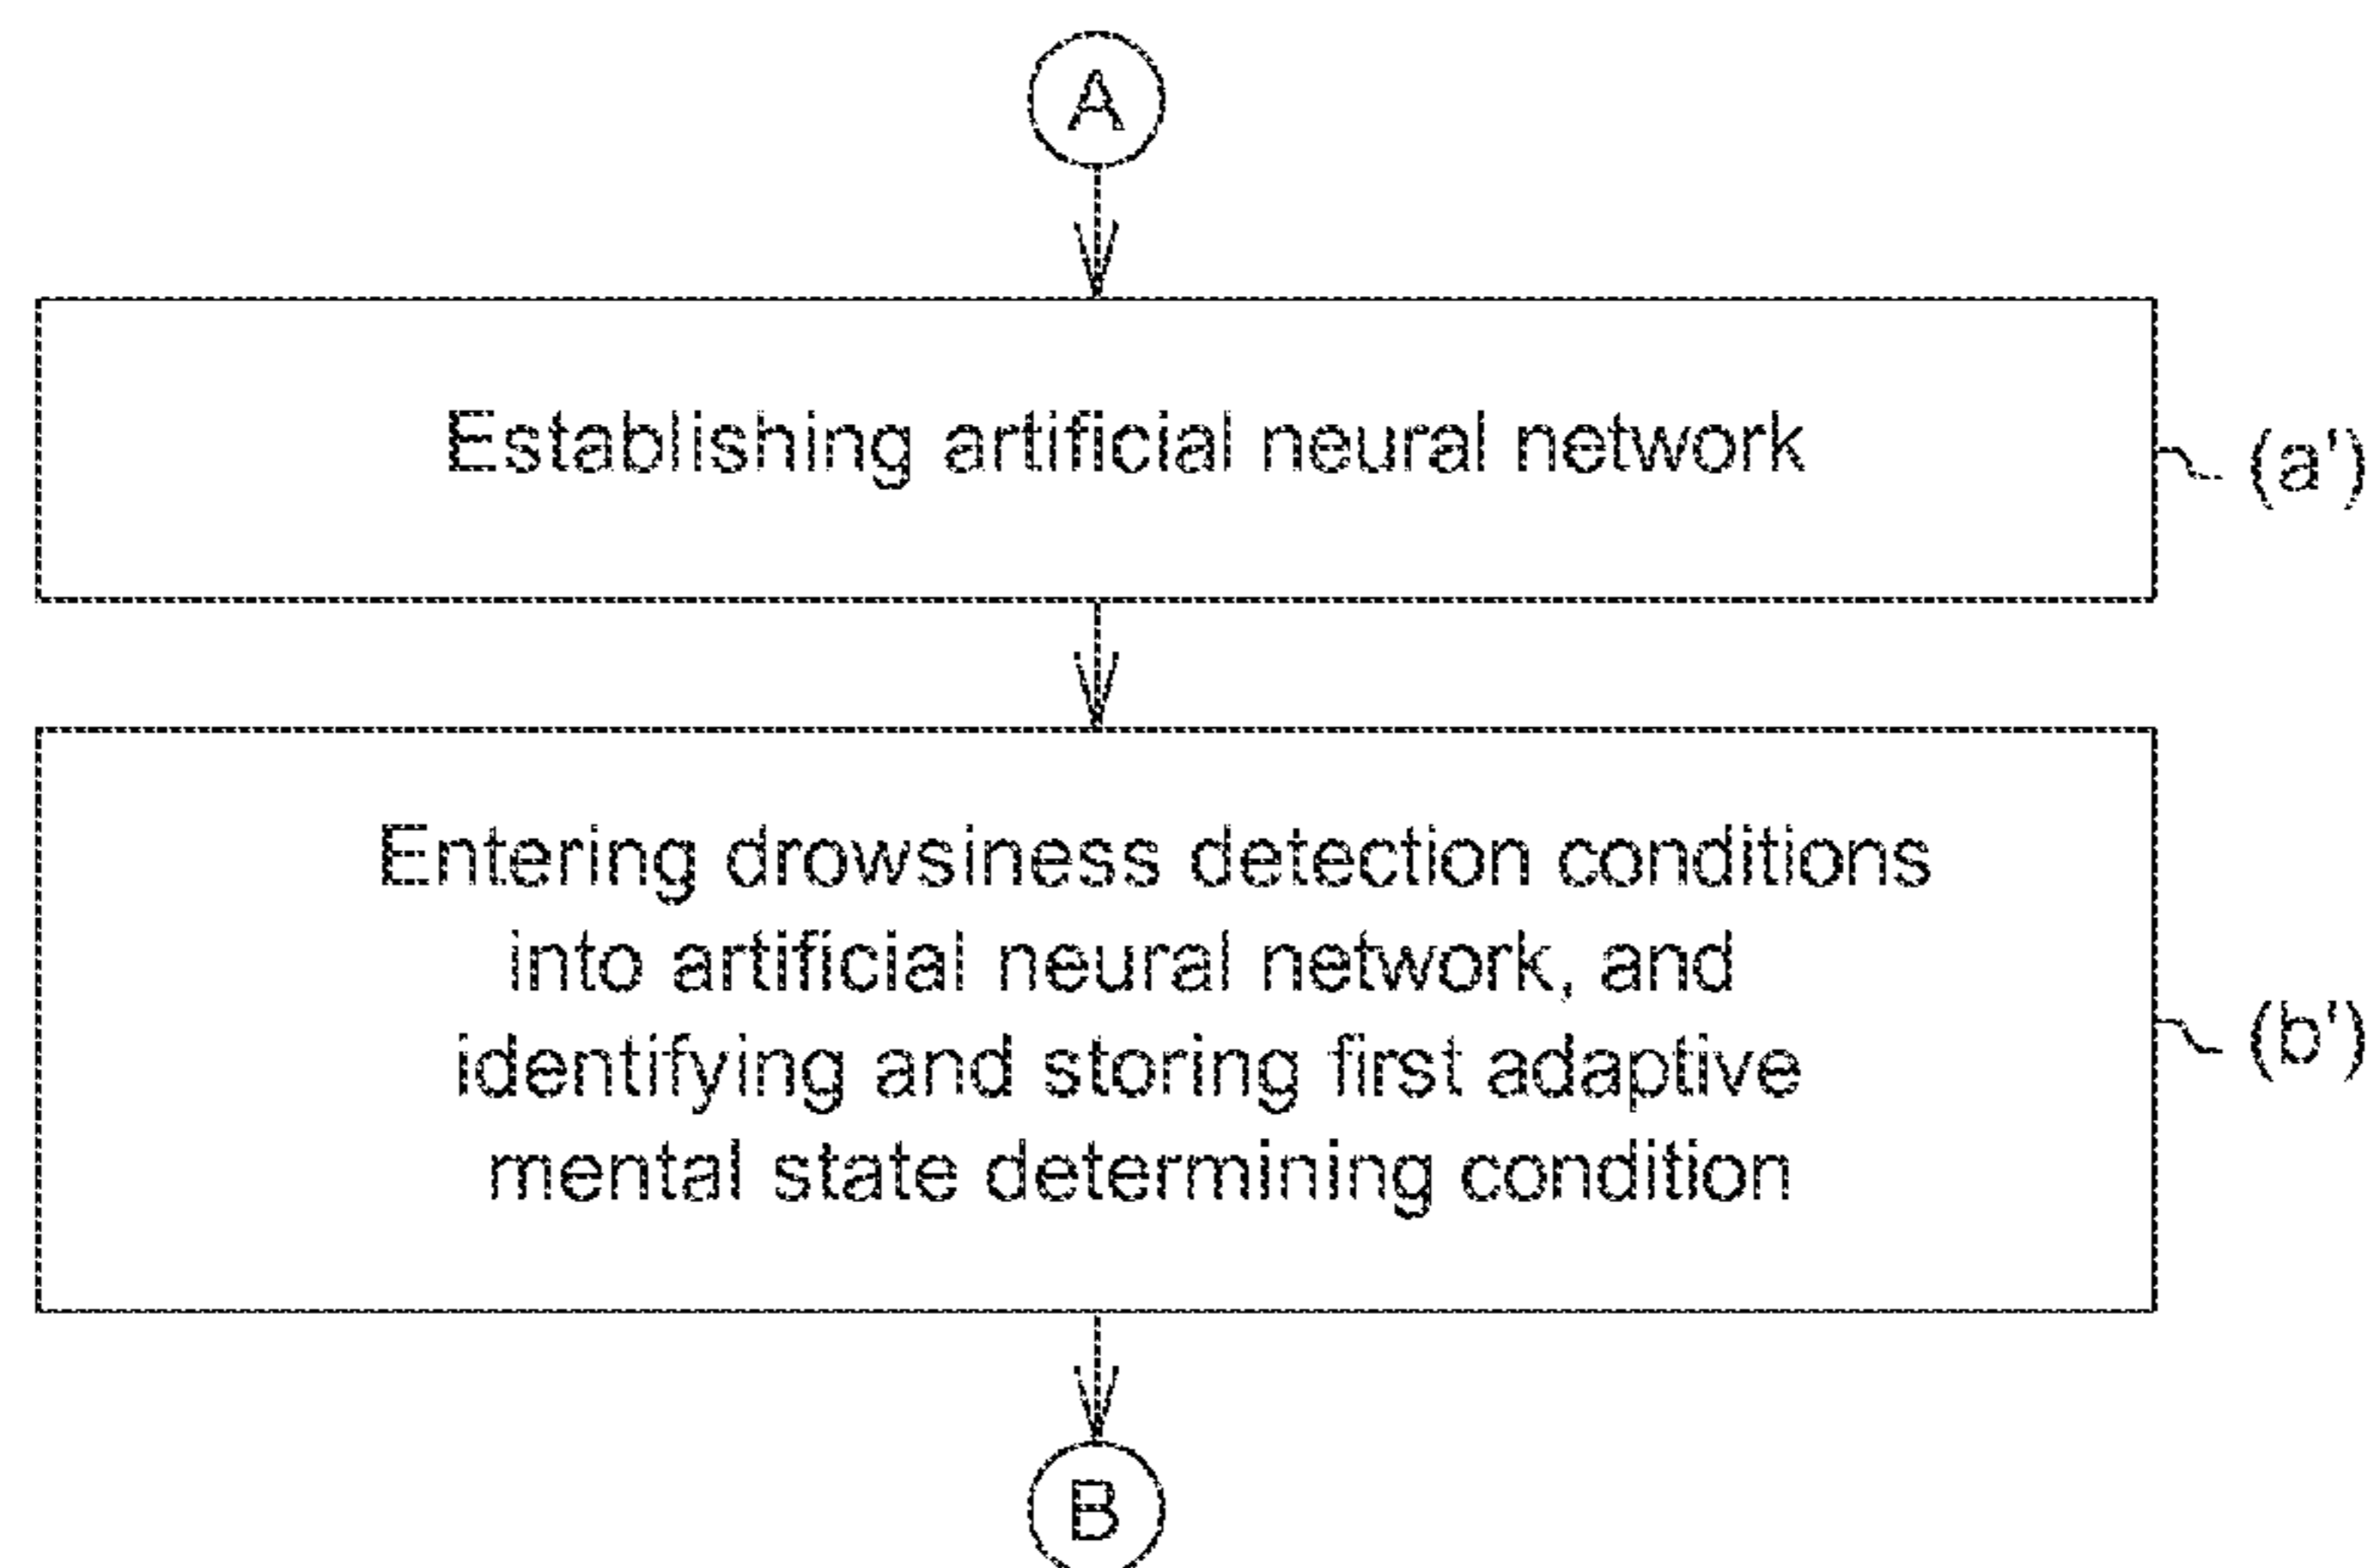 A
Establishing artificial neural network
(a')
Entering drowsiness detection conditions
into artificial neural network, and
identifying and storing first adaptive
mental state determining condition
(b')
B